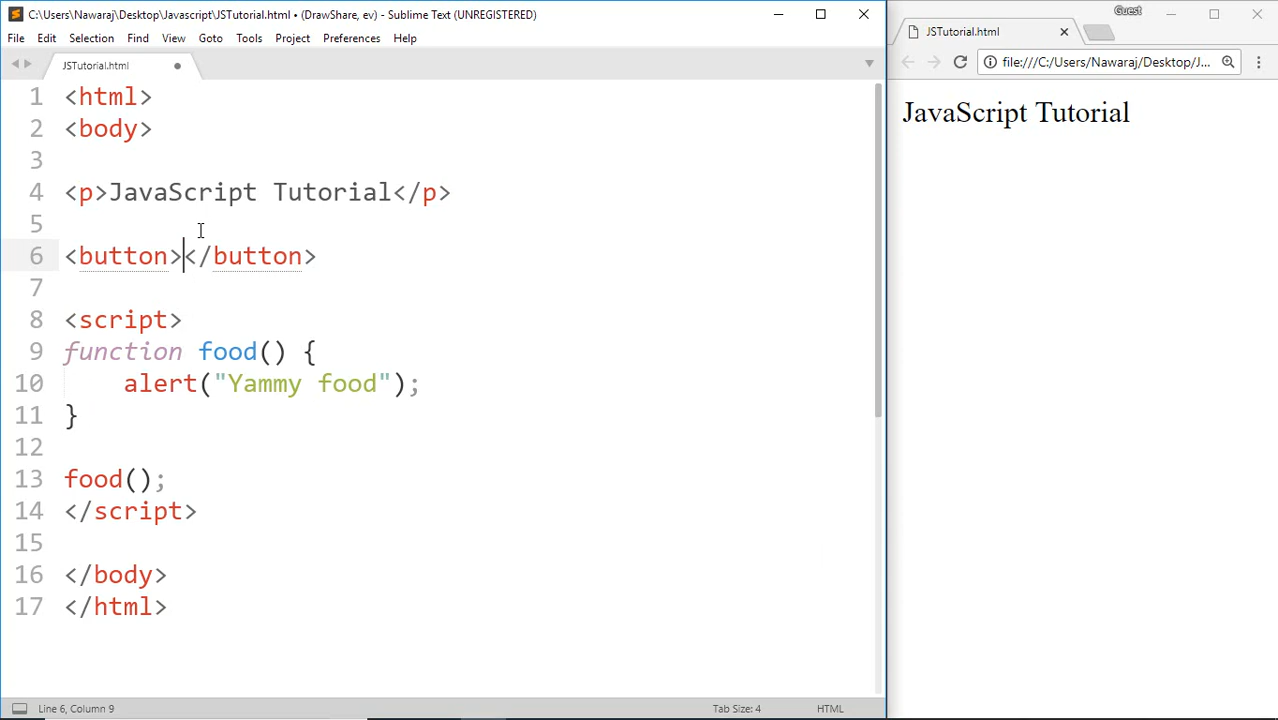 C:\Users\Nawaraj\Desktop\Javascript\JSTutorial.html • (DrawShare, ev) - Sublime Text (UNREGISTERED)
File Edit Selection Find View Goto Tools Project Preferences Help
JSTutorial.html
1 <html>
2 <body>
3
4 <p>JavaScript Tutorial</p>
5
6 <button></button>
7
8 <script>
9 function food() {
10 alert("Yammy food");
11 }
12
13 food();
14 </script>
15
16 </body>
17 </html>
Line 6, Column 9 Tab Size: 4 HTML
Guest
JSTutorial.html
file:///C:/Users/Nawaraj/Desktop/J...
JavaScript Tutorial